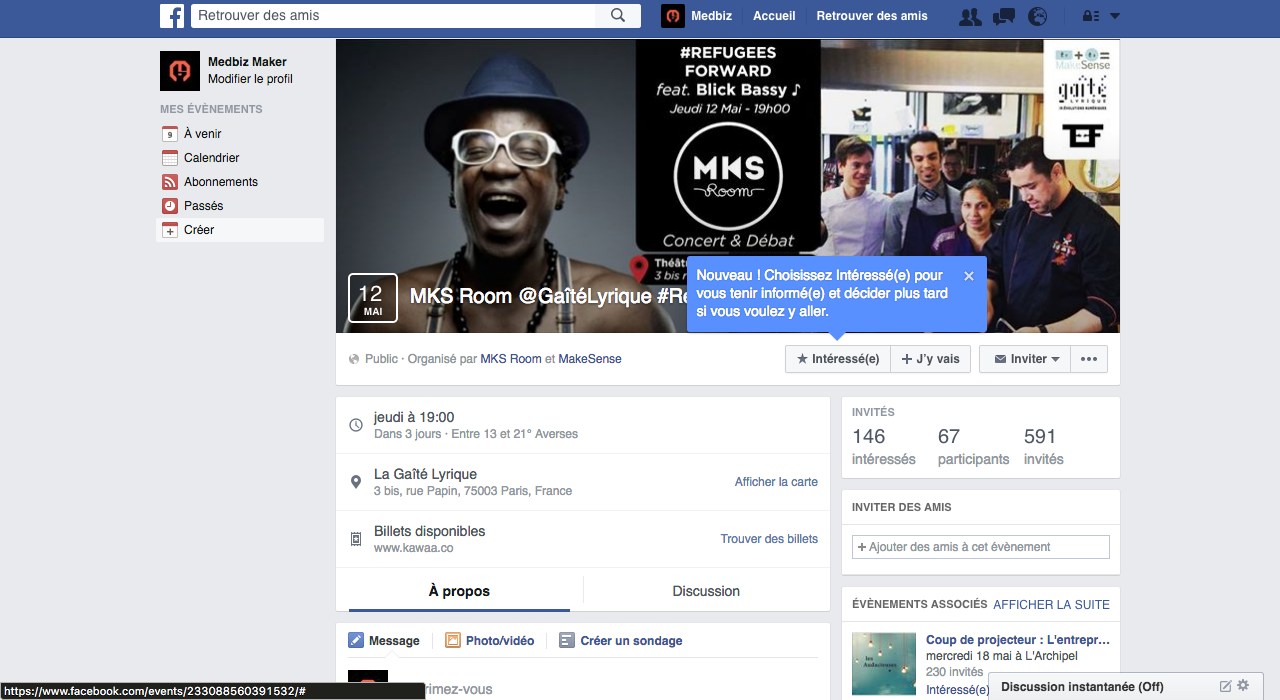 Retrouver des amis
Medbiz
Accueil
Retrouver des amis
Medbiz Maker
Modifier le profil
MES ÉVÈNEMENTS
9
À venir
Calendrier
Abonnements
Passés
Créer
#REFUGEES
FORWARD
feat. Blick Bassy ♪
Jeudi 12 Mai - 19h00
MKS
Room
Concert & Débat
Théât
3 bis r
MakeSense
gaîté
LYRIQUE
TEF
12
MAI
MKS Room @GaîtéLyrique #Re
Nouveau ! Choisissez Intéressé(e) pour
vous tenir informé(e) et décider plus tard
si vous voulez y aller.
Public · Organisé par MKS Room et MakeSense
Intéressé(e)
J'y vais
Inviter
jeudi à 19:00
Dans 3 jours · Entre 13 et 21° Averses
La Gaîté Lyrique
3 bis, rue Papin, 75003 Paris, France
Afficher la carte
Billets disponibles
www.kawaa.co
Trouver des billets
À propos
Discussion
Message
Photo/vidéo
Créer un sondage
rimez-vous
INVITÉS
146
67
591
intéressés
participants
invités
INVITER DES AMIS
+ Ajouter des amis à cet évènement
ÉVÈNEMENTS ASSOCIÉS AFFICHER LA SUITE
les
Audacieuses
Coup de projecteur : L'entrepr...
mercredi 18 mai à L'Archipel
230 invités
Intéressé(e)
Discussion instantanée (Off)
https://www.facebook.com/events/233088560391532/#